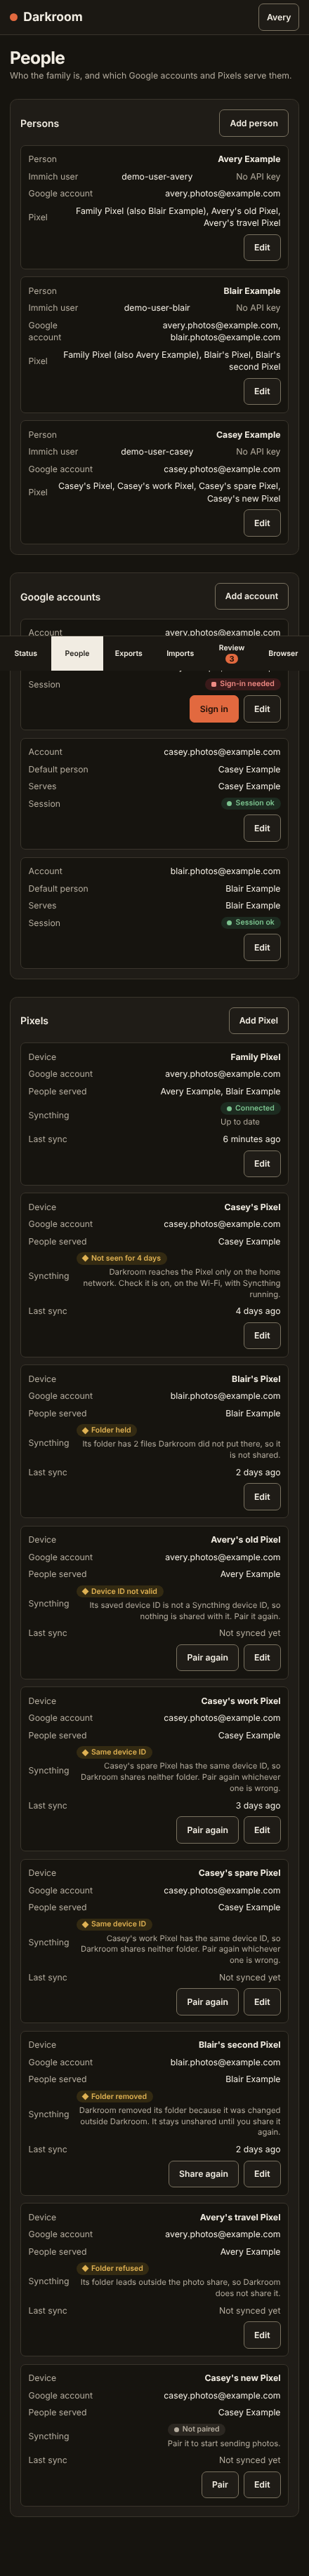 Darkroom
Avery
People
Who the family is, and which Google accounts and Pixels serve them.
Persons
Add person
Person
Avery Example
Immich user
demo-user-avery
No API key
Google account
avery.photos@example.com
Pixel
Family Pixel (also Blair Example), Avery's old Pixel,
Avery's travel Pixel
Edit
Person
Blair Example
Immich user
demo-user-blair
No API key
Google
account
avery.photos@example.com,
blair.photos@example.com
Pixel
Family Pixel (also Avery Example), Blair's Pixel, Blair's
second Pixel
Edit
Person
Casey Example
Immich user
demo-user-casey
No API key
Google account
casey.photos@example.com
Pixel
Casey's Pixel, Casey's work Pixel, Casey's spare Pixel,
Casey's new Pixel
Edit
Google accounts
Add account
Account
avery.photos@example.com
Status
People
Exports
Imports
Review
3
Browser
Session
Sign-in needed
Sign in
Edit
Account
casey.photos@example.com
Default person
Casey Example
Serves
Casey Example
Session
Session ok
Edit
Account
blair.photos@example.com
Default person
Blair Example
Serves
Blair Example
Session
Session ok
Edit
Pixels
Add Pixel
Device
Family Pixel
Google account
avery.photos@example.com
People served
Avery Example, Blair Example
Syncthing
Connected
Up to date
Last sync
6 minutes ago
Edit
Device
Casey's Pixel
Google account
casey.photos@example.com
People served
Casey Example
Syncthing
Not seen for 4 days
Darkroom reaches the Pixel only on the home
network. Check it is on, on the Wi-Fi, with Syncthing
running.
Last sync
4 days ago
Edit
Device
Blair's Pixel
Google account
blair.photos@example.com
People served
Blair Example
Syncthing
Folder held
Its folder has 2 files Darkroom did not put there, so it
is not shared.
Last sync
2 days ago
Edit
Device
Avery's old Pixel
Google account
avery.photos@example.com
People served
Avery Example
Syncthing
Device ID not valid
Its saved device ID is not a Syncthing device ID, so
nothing is shared with it. Pair it again.
Last sync
Not synced yet
Pair again
Edit
Device
Casey's work Pixel
Google account
casey.photos@example.com
People served
Casey Example
Syncthing
Same device ID
Casey's spare Pixel has the same device ID, so
Darkroom shares neither folder. Pair again whichever
one is wrong.
Last sync
3 days ago
Pair again
Edit
Device
Casey's spare Pixel
Google account
casey.photos@example.com
People served
Casey Example
Syncthing
Same device ID
Casey's work Pixel has the same device ID, so
Darkroom shares neither folder. Pair again whichever
one is wrong.
Last sync
Not synced yet
Pair again
Edit
Device
Blair's second Pixel
Google account
blair.photos@example.com
People served
Blair Example
Syncthing
Folder removed
Darkroom removed its folder because it was changed
outside Darkroom. It stays unshared until you share it
again.
Last sync
2 days ago
Share again
Edit
Device
Avery's travel Pixel
Google account
avery.photos@example.com
People served
Avery Example
Syncthing
Folder refused
Its folder leads outside the photo share, so Darkroom
does not share it.
Last sync
Not synced yet
Edit
Device
Casey's new Pixel
Google account
casey.photos@example.com
People served
Casey Example
Syncthing
Not paired
Pair it to start sending photos.
Last sync
Not synced yet
Pair
Edit